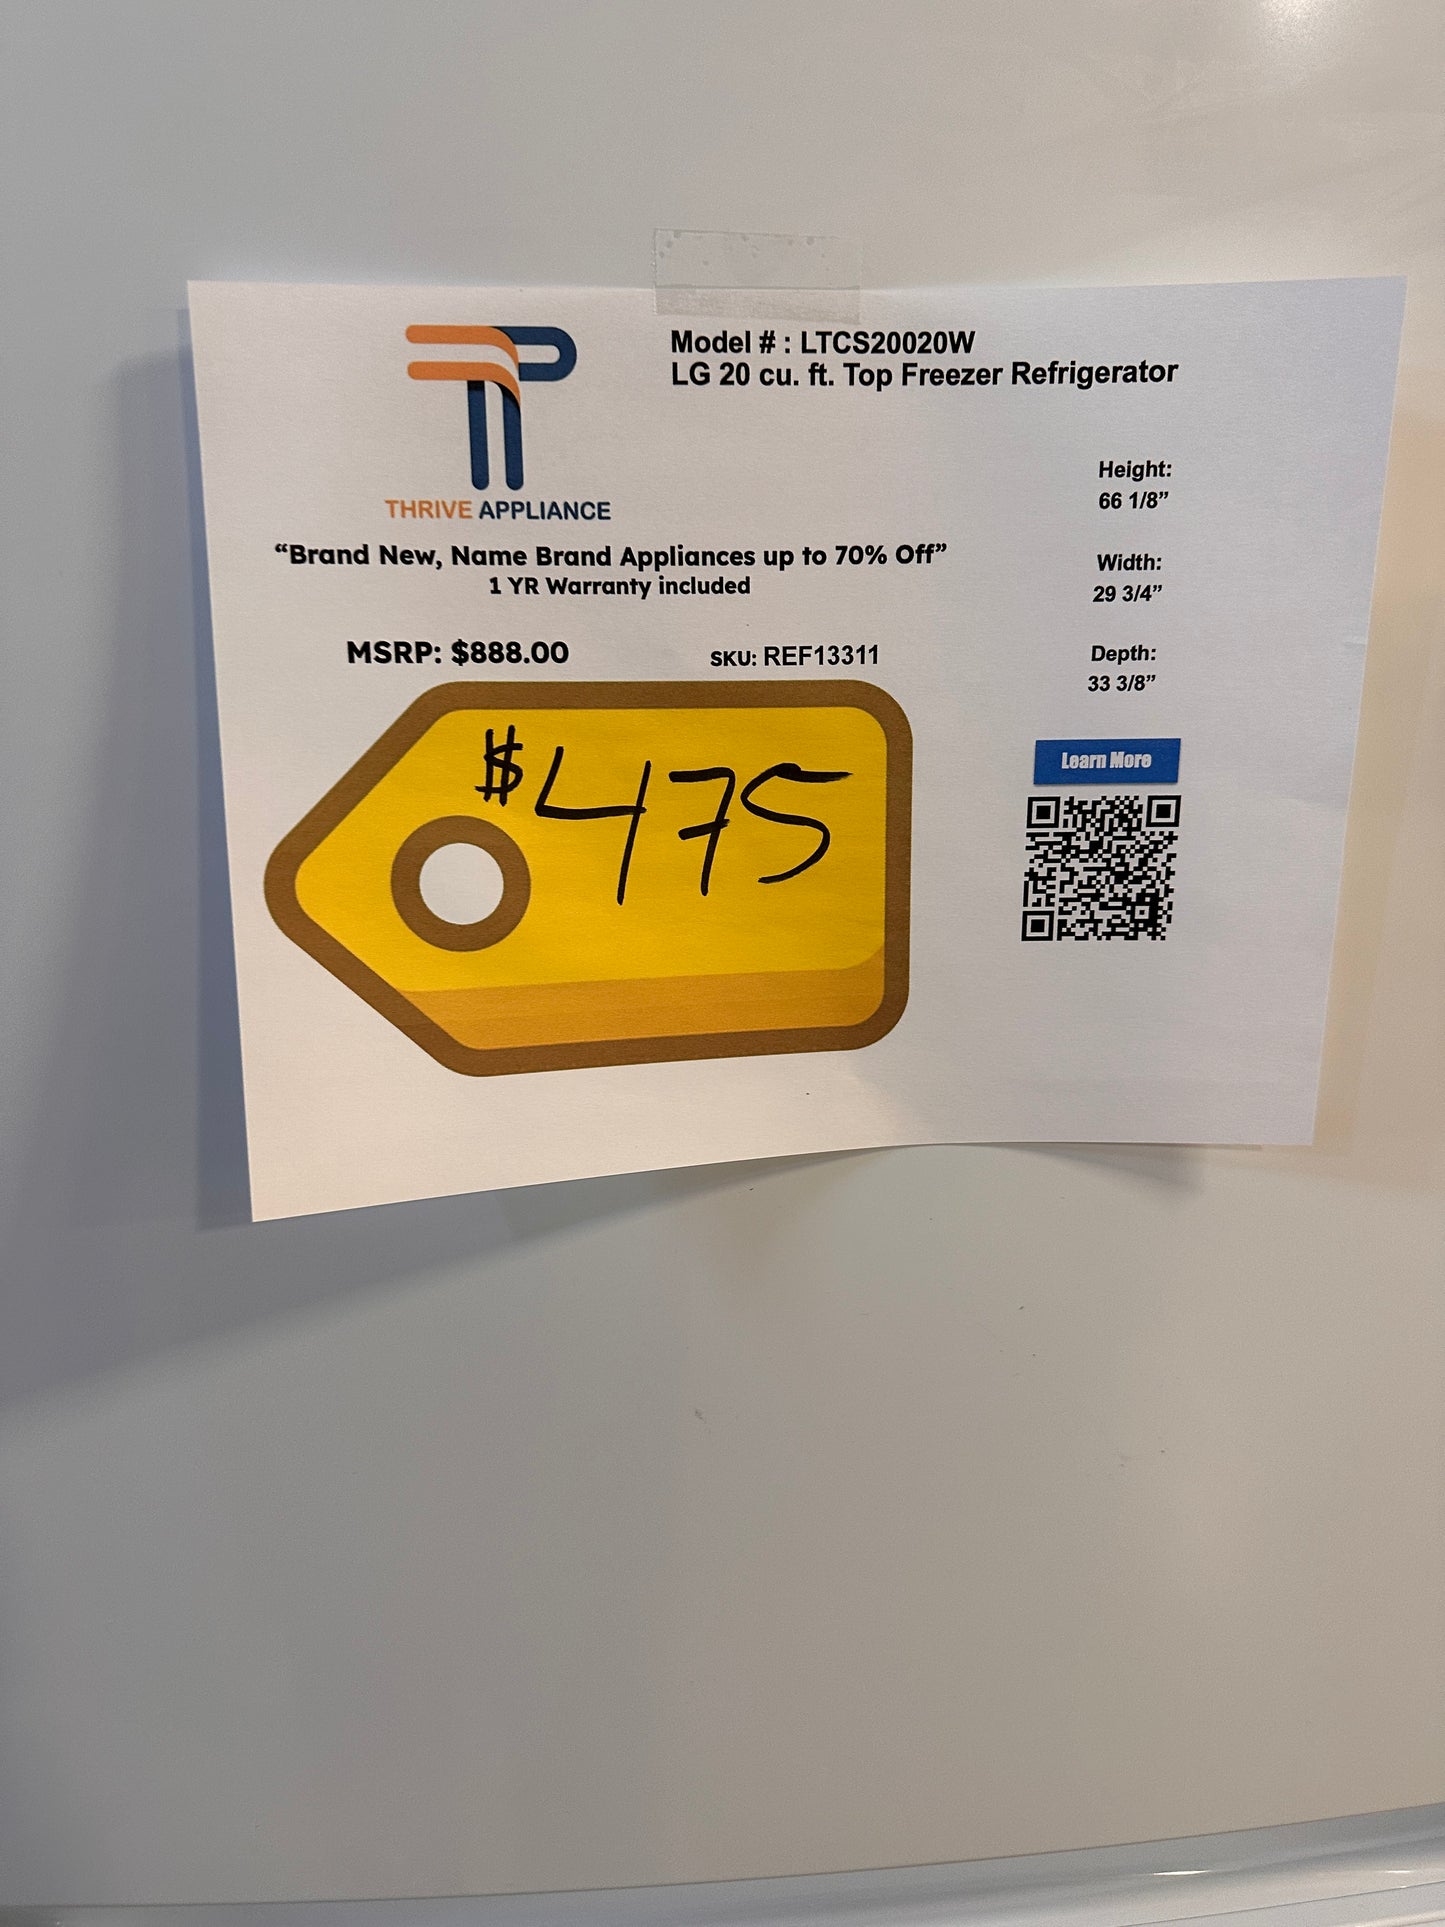 Model # : LTCS20020W
LG 20 cu. ft. Top Freezer Refrigerator
THRIVE APPLIANCE
“Brand New, Name Brand Appliances up to 70% Off”
1 YR Warranty included
MSRP: $888.00
SKU: REF13311
$475
Height:
66 1/8”
Width:
29 3/4”
Depth:
33 3/8”
Learn More